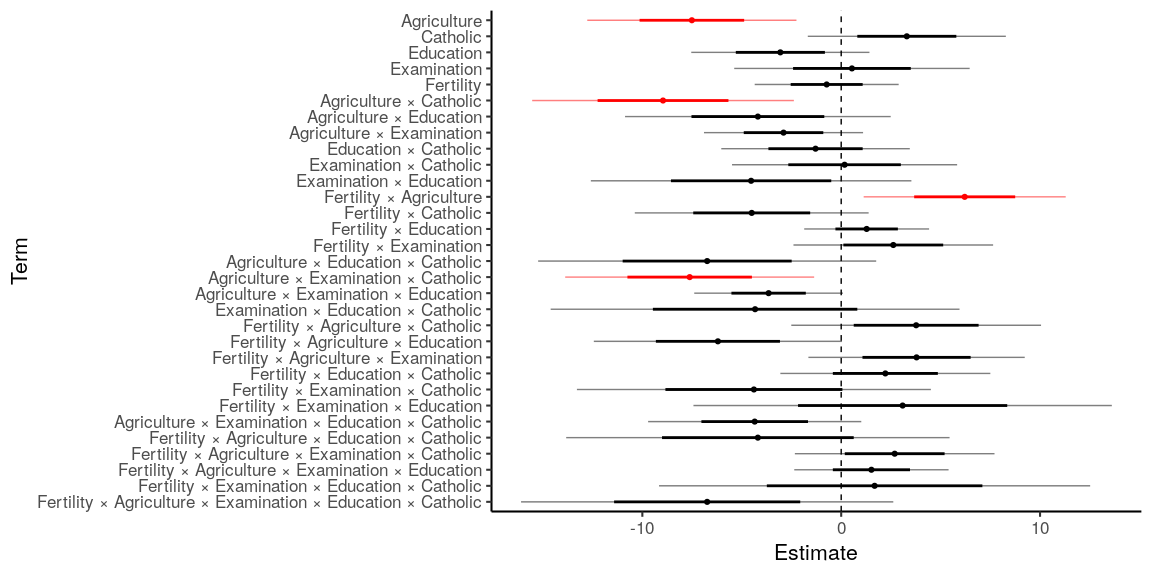 Agriculture
Catholic
Education
Examination
Fertility
Agriculture × Catholic
Agriculture × Education
Agriculture × Examination
Education × Catholic
Examination × Catholic
Examination × Education
Fertility × Agriculture
Fertility × Catholic
Fertility × Education
Fertility × Examination
Agriculture × Education × Catholic
Agriculture × Examination × Catholic
Agriculture × Examination × Education
Examination × Education × Catholic
Fertility × Agriculture × Catholic
Fertility × Agriculture × Education
Fertility × Agriculture × Examination
Fertility × Education × Catholic
Fertility × Examination × Catholic
Fertility × Examination × Education
Agriculture × Examination × Education × Catholic
Fertility × Agriculture × Education × Catholic
Fertility × Agriculture × Examination × Catholic
Fertility × Agriculture × Examination × Education
Fertility × Examination × Education × Catholic
Fertility × Agriculture × Examination × Education × Catholic
Term
-10 0 10
Estimate